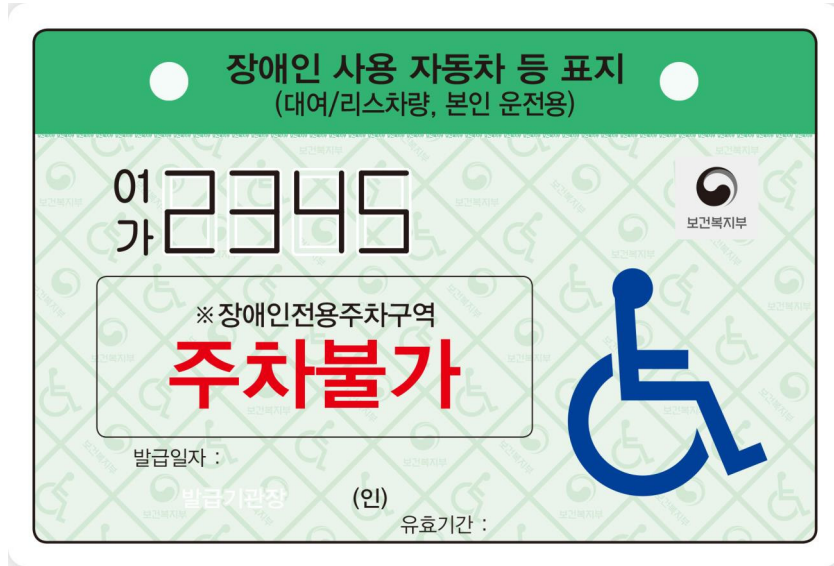 장애인 사용 자동차 등 표지
(대여/리스차량, 본인 운전용)
01
가 2345
보건복지부
※장애인전용주차구역
주차불가
발급일자 :
발급기관장 (인)
유효기간 :